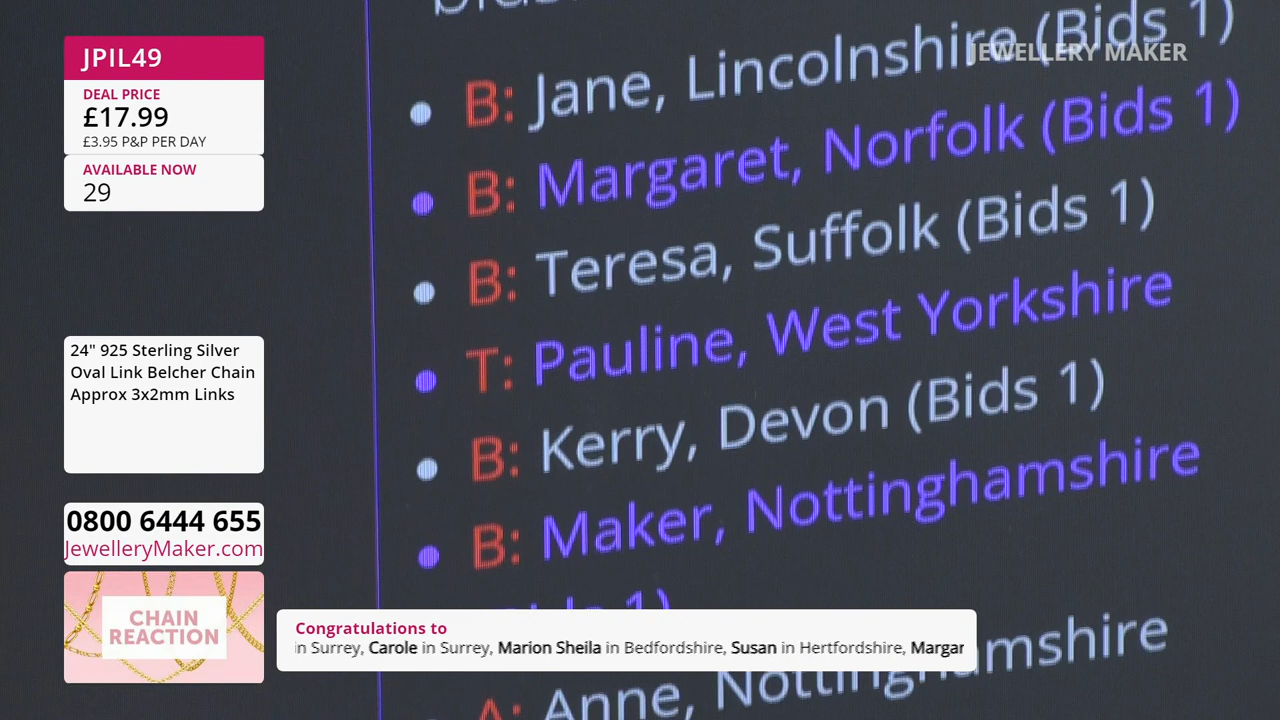 JPIL49
DEAL PRICE
£17.99
£3.95 P&P PER DAY
AVAILABLE NOW
29
24" 925 Sterling Silver
Oval Link Belcher Chain
Approx 3x2mm Links
0800 6444 655
JewelleryMaker.com
CHAIN
REACTION
JEWELLERY MAKER
B: Jane, Lincolnshire (Bids 1)
B: Margaret, Norfolk (Bids 1)
B: Teresa, Suffolk (Bids 1)
T: Pauline, West Yorkshire
B: Kerry, Devon (Bids 1)
B: Maker, Nottinghamshire
1)
A: Anne, Nottinghamshire
Congratulations to
in Surrey, Carole in Surrey, Marion Sheila in Bedfordshire, Susan in Hertfordshire, Margar